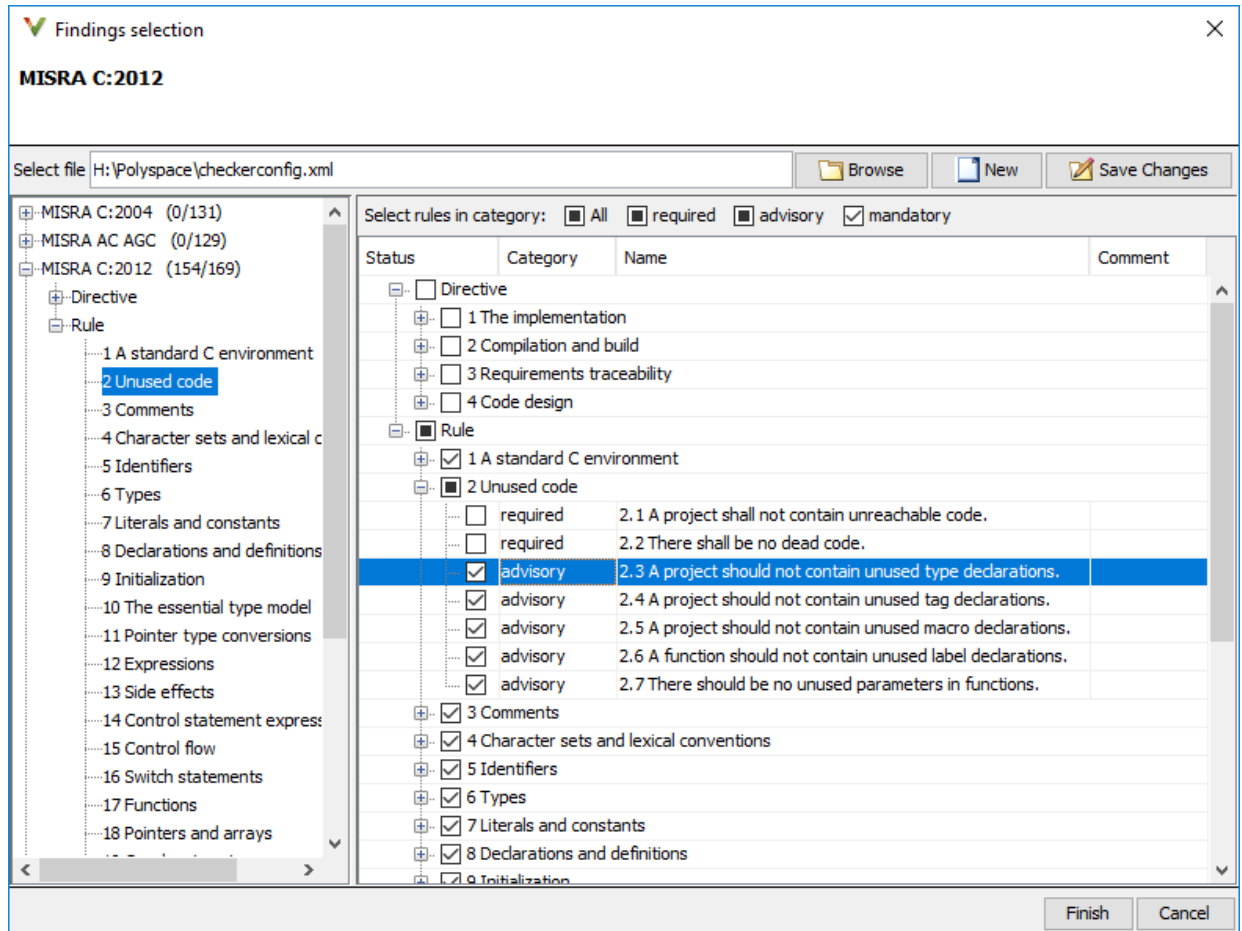 Findings selection
MISRA C:2012
Select file H:\Polyspace\checkerconfig.xml Browse New Save Changes
MISRA C:2004 (0/131)
MISRA AC AGC (0/129)
MISRA C:2012 (154/169)
Directive
Rule
1 A standard C environment
2 Unused code
3 Comments
4 Character sets and lexical c
5 Identifiers
6 Types
7 Literals and constants
8 Declarations and definitions
9 Initialization
10 The essential type model
11 Pointer type conversions
12 Expressions
13 Side effects
14 Control statement express
15 Control flow
16 Switch statements
17 Functions
18 Pointers and arrays
Select rules in category: All required advisory mandatory
Status Category Name Comment
Directive
1 The implementation
2 Compilation and build
3 Requirements traceability
4 Code design
Rule
1 A standard C environment
2 Unused code
required 2.1 A project shall not contain unreachable code.
required 2.2 There shall be no dead code.
advisory 2.3 A project should not contain unused type declarations.
advisory 2.4 A project should not contain unused tag declarations.
advisory 2.5 A project should not contain unused macro declarations.
advisory 2.6 A function should not contain unused label declarations.
advisory 2.7 There should be no unused parameters in functions.
3 Comments
4 Character sets and lexical conventions
5 Identifiers
6 Types
7 Literals and constants
8 Declarations and definitions
9 Initialization
Finish Cancel